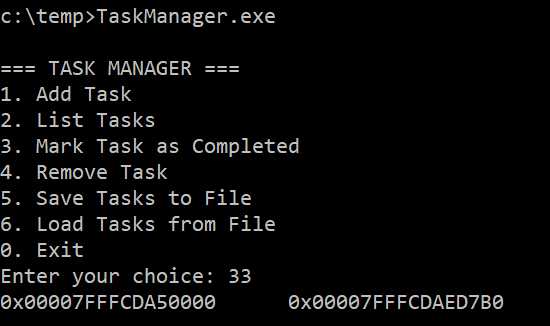 c:\temp>TaskManager.exe
=== TASK MANAGER ===
1. Add Task
2. List Tasks
3. Mark Task as Completed
4. Remove Task
5. Save Tasks to File
6. Load Tasks from File
0. Exit
Enter your choice: 33
0x00007FFFCDA50000      0x00007FFFCDAED7B0